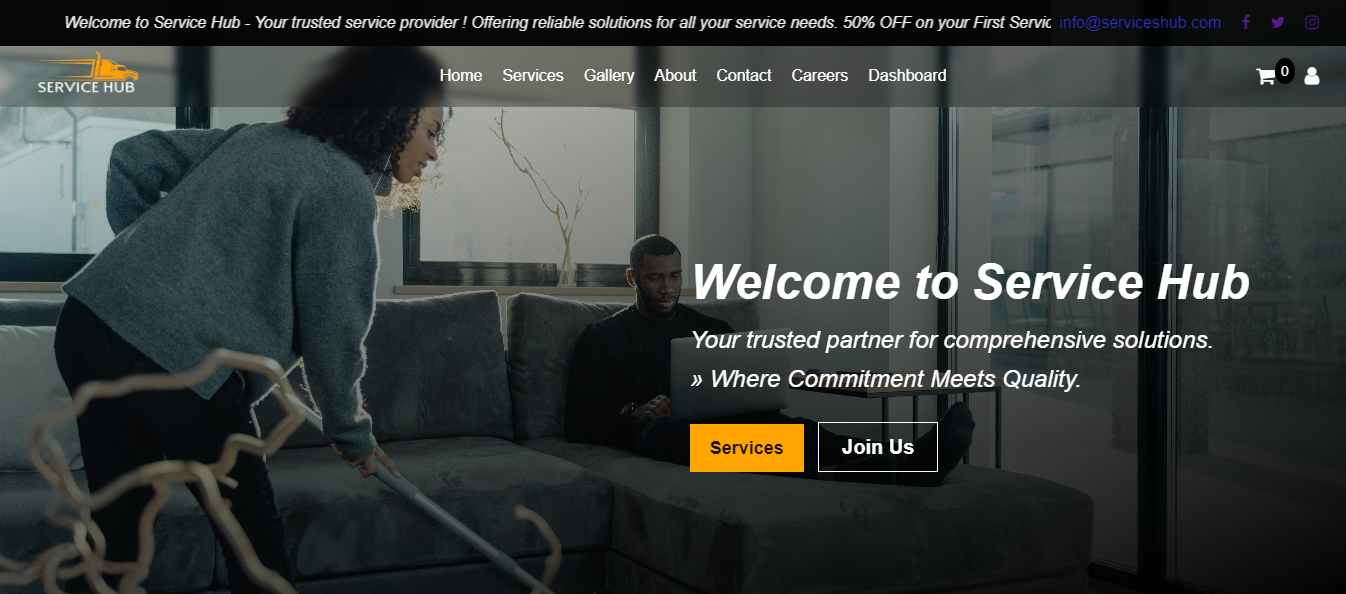 Welcome to Service Hub - Your trusted service provider ! Offering reliable solutions for all your service needs. 50% OFF on your First
info@serviceshub.com
SERVICE HUB
Home Services Gallery About Contact Careers Dashboard
0
Welcome to Service Hub
Your trusted partner for comprehensive solutions.
» Where Commitment Meets Quality.
Services
Join Us